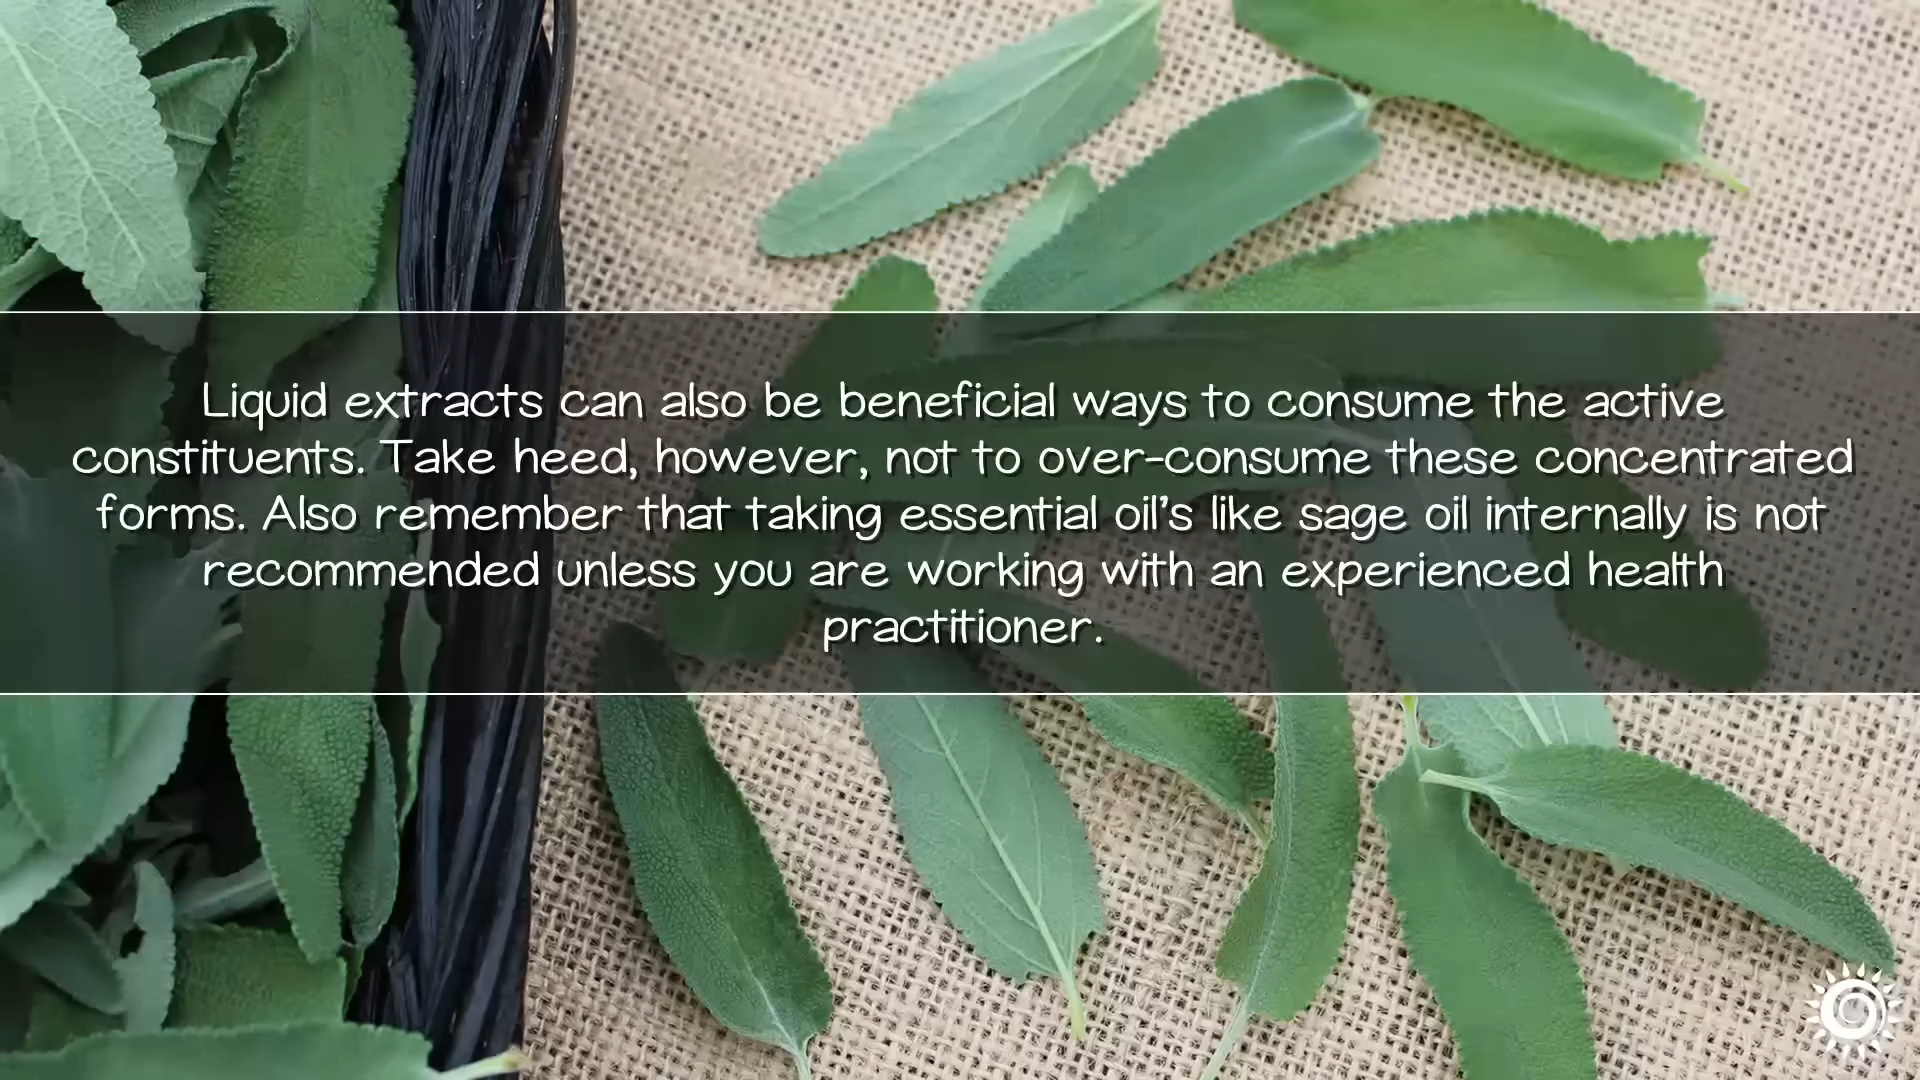 Liquid extracts can also be beneficial ways to consume the active
constituents. Take heed, however, not to over-consume these concentrated
forms. Also remember that taking essential oil's like sage oil internally is not
recommended unless you are working with an experienced health
practitioner.